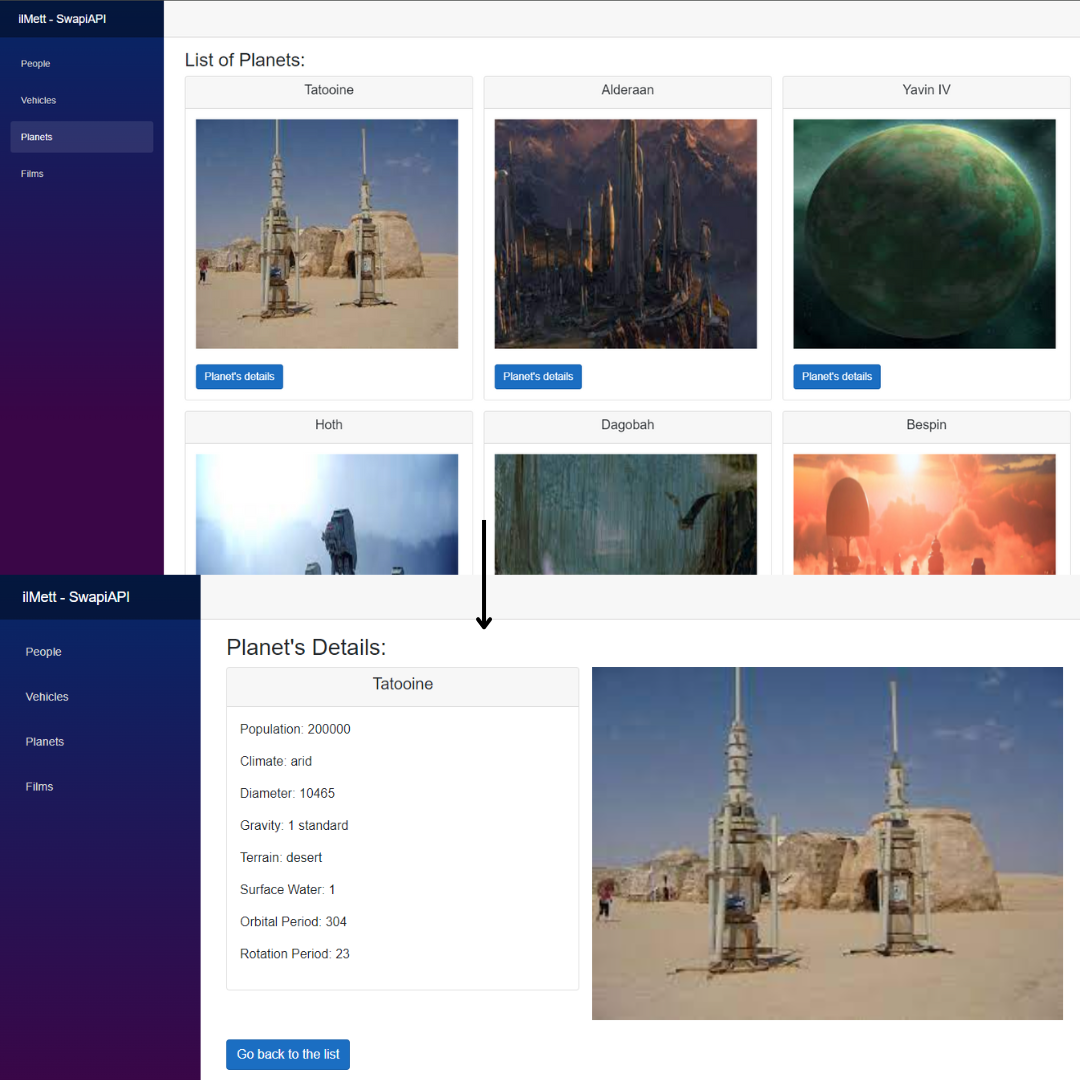 ilMett - SwapiAPI
People
Vehicles
Planets
Films
List of Planets:
Tatooine
Alderaan
Yavin IV
Planet's details
Planet's details
Planet's details
Hoth
Dagobah
Bespin
ilMett - SwapiAPI
People
Vehicles
Planets
Films
Planet's Details:
Tatooine
Population: 200000
Climate: arid
Diameter: 10465
Gravity: 1 standard
Terrain: desert
Surface Water: 1
Orbital Period: 304
Rotation Period: 23
Go back to the list